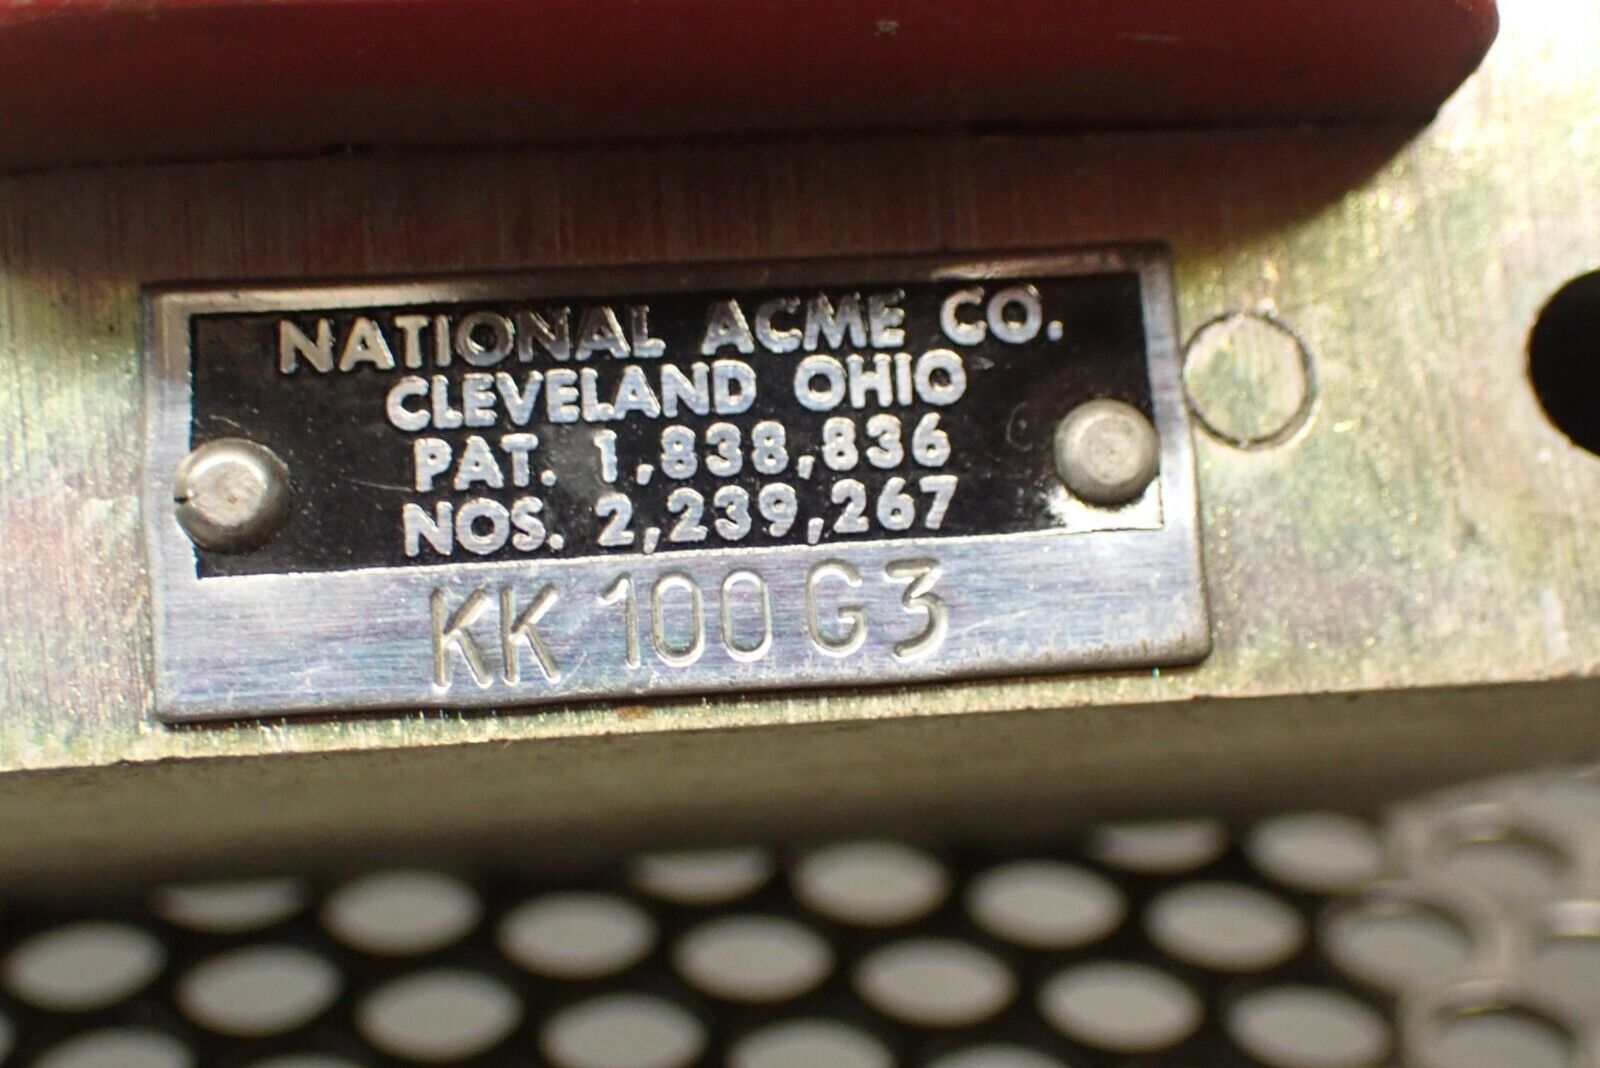 NATIONAL ACME CO.
CLEVELAND OHIO
PAT. 1,838,836
NOS. 2,239,267
KK 100 G3